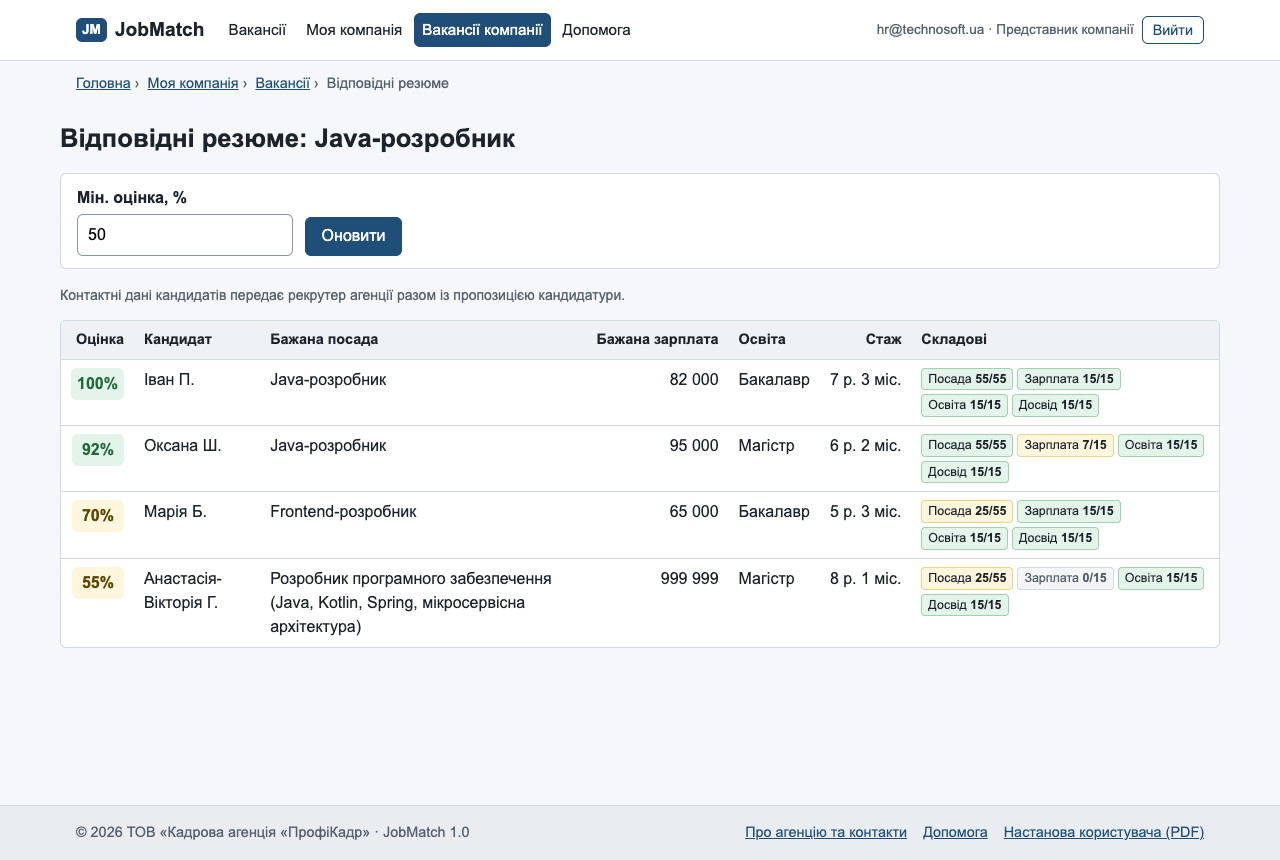 JM JobMatch Вакансії Моя компанія Вакансії компанії Допомога hr@technosoft.ua · Представник компанії Вийти
Головна › Моя компанія › Вакансії › Відповідні резюме
Відповідні резюме: Java-розробник
Мін. оцінка, %
50 Оновити
Контактні дані кандидатів передає рекрутер агенції разом із пропозицією кандидатури.
Оцінка Кандидат Бажана посада Бажана зарплата Освіта Стаж Складові
100% Іван П. Java-розробник 82 000 Бакалавр 7 р. 3 міс. Посада 55/55 Зарплата 15/15
Освіта 15/15 Досвід 15/15
92% Оксана Ш. Java-розробник 95 000 Магістр 6 р. 2 міс. Посада 55/55 Зарплата 7/15 Освіта 15/15
Досвід 15/15
70% Марія Б. Frontend-розробник 65 000 Бакалавр 5 р. 3 міс. Посада 25/55 Зарплата 15/15
Освіта 15/15 Досвід 15/15
55% Анастасія- Розробник програмного забезпечення 999 999 Магістр 8 р. 1 міс. Посада 25/55 Зарплата 0/15 Освіта 15/15
Вікторія Г. (Java, Kotlin, Spring, мікросервісна Досвід 15/15
архітектура)
© 2026 ТОВ «Кадрова агенція «ПрофіКадр» · JobMatch 1.0 Про агенцію та контакти Допомога Настанова користувача (PDF)